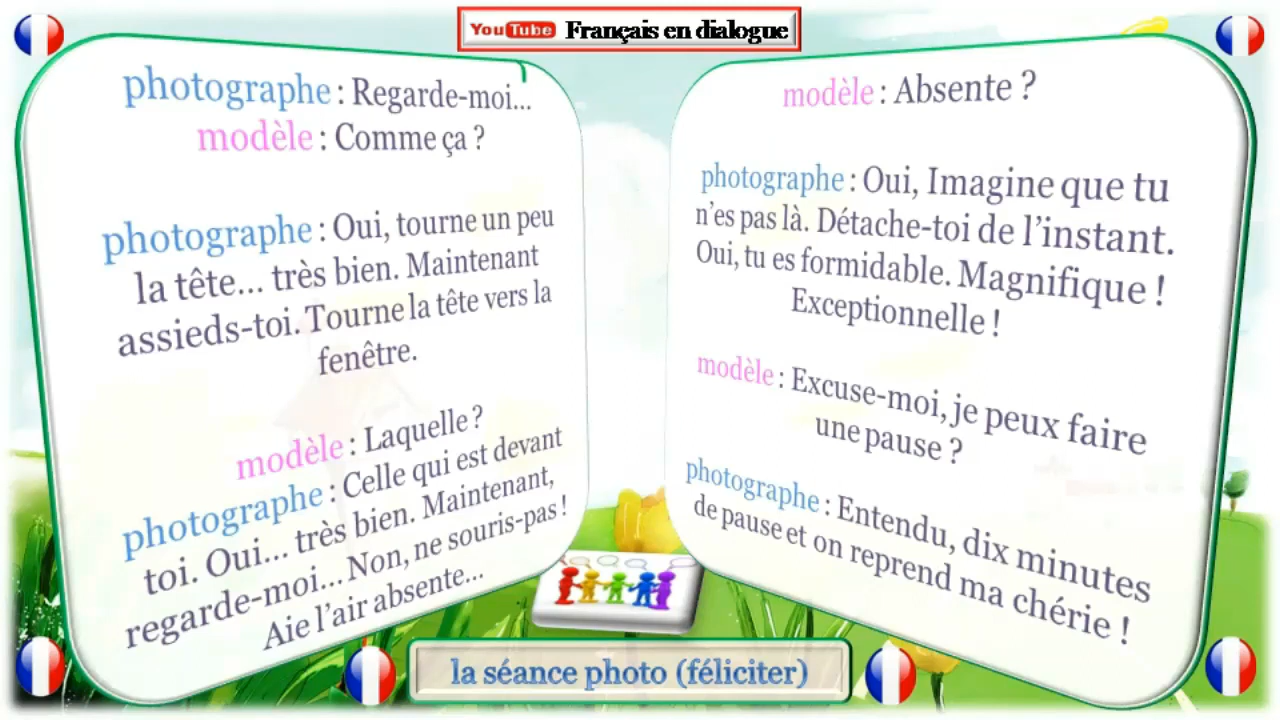 YouTube Français en dialogue
photographe : Regarde-moi...
modèle : Comme ça ?
photographe : Oui, tourne un peu
la tête... très bien. Maintenant
assieds-toi. Tourne la tête vers la
fenêtre.
modèle : Laquelle ?
photographe : Celle qui est devant
toi. Oui... très bien. Maintenant,
regarde-moi... Non, ne souris-pas !
Aie l'air absente...
modèle : Absente ?
photographe : Oui, Imagine que tu
n'es pas là. Détache-toi de l'instant.
Oui, tu es formidable. Magnifique !
Exceptionnelle !
modèle : Excuse-moi, je peux faire
une pause ?
photographe : Entendu, dix minutes
de pause et on reprend ma chérie !
la séance photo (féliciter)